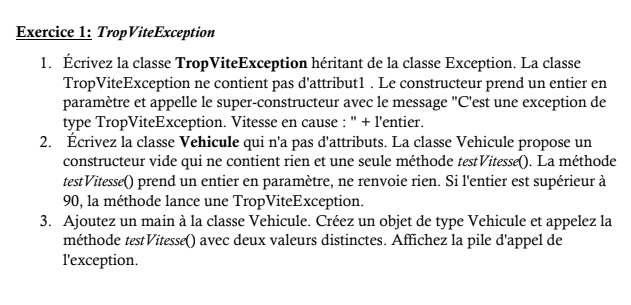 Exercice 1: TropViteException
1. Écrivez la classe TropViteException héritant de la classe Exception. La classe
TropViteException ne contient pas d'attribut1 . Le constructeur prend un entier en
paramètre et appelle le super-constructeur avec le message "C'est une exception de
type TropViteException. Vitesse en cause : " + l'entier.
2. Écrivez la classe Vehicule qui n'a pas d'attributs. La classe Vehicule propose un
constructeur vide qui ne contient rien et une seule méthode testVitesse(). La méthode
testVitesse() prend un entier en paramètre, ne renvoie rien. Si l'entier est supérieur à
90, la méthode lance une TropViteException.
3. Ajoutez un main à la classe Vehicule. Créez un objet de type Vehicule et appelez la
méthode testVitesse() avec deux valeurs distinctes. Affichez la pile d'appel de
l'exception.